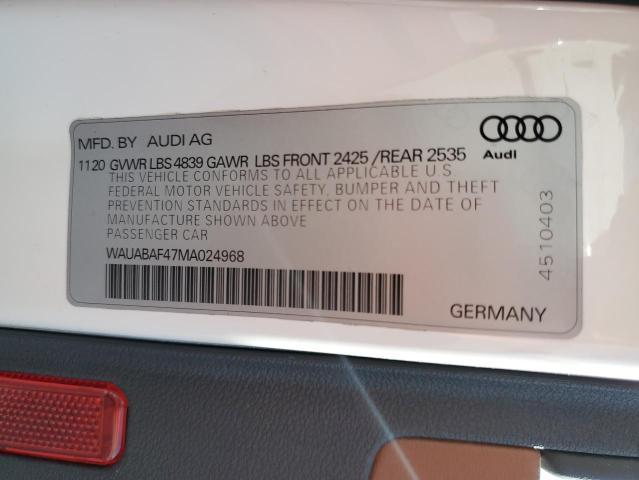 MFD. BY AUDI AG
1120 GVWR LBS 4839 GAWR LBS FRONT 2425 /REAR 2535
THIS VEHICLE CONFORMS TO ALL APPLICABLE U S
FEDERAL MOTOR VEHICLE SAFETY, BUMPER AND THEFT
PREVENTION STANDARDS IN EFFECT ON THE DATE OF
MANUFACTURE SHOWN ABOVE
PASSENGER CAR
WAUABAF47MA024968
GERMANY
Audi
4510403